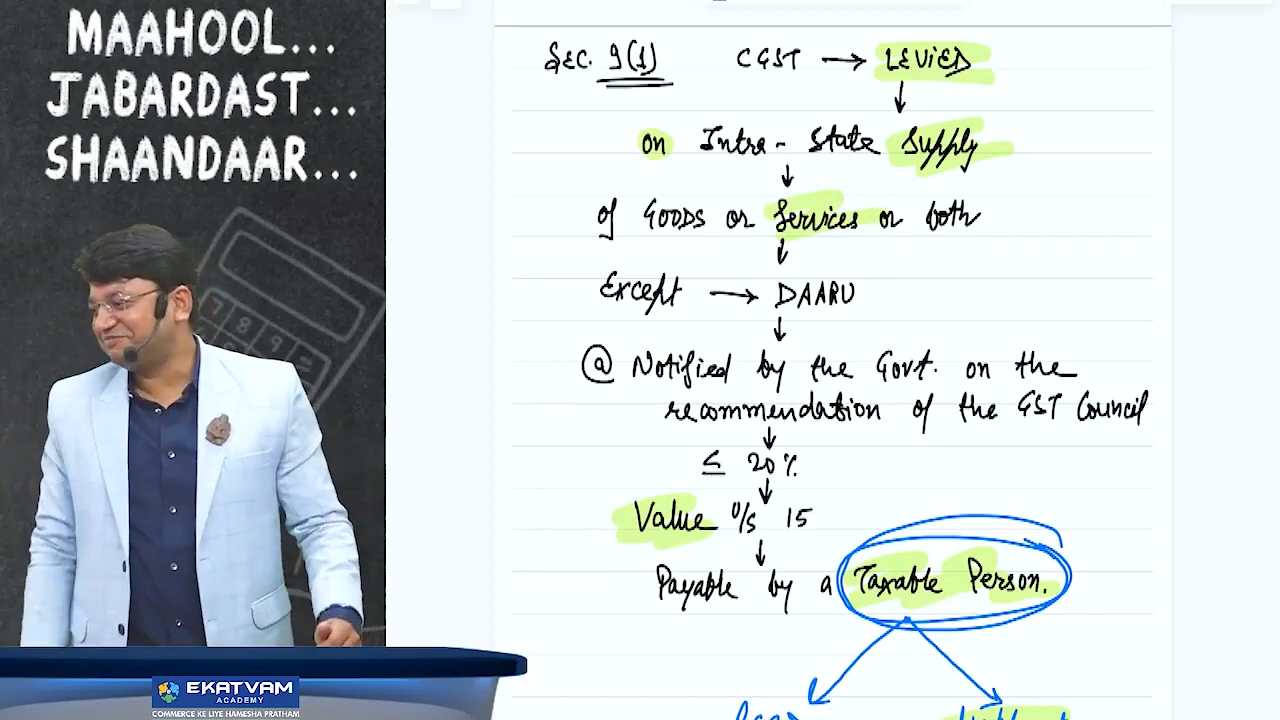 MAAHOOL...
JABARDAST...
SHAANDAAR...
EKATVAM
ACADEMY
COMMERCE KE LIYE HAMESHA PRATHAM
SEC. 9(1) CGST → LEVIED
↓
on Intra-State Supply
↓
of GOODS or Services or both
↓
Except → DAARU
↓
@ Notified by the Govt. on the
recommendation of the GST Council
↓
≤ 20%
↓
Value u/s 15
↓
Payable by a Taxable Person.